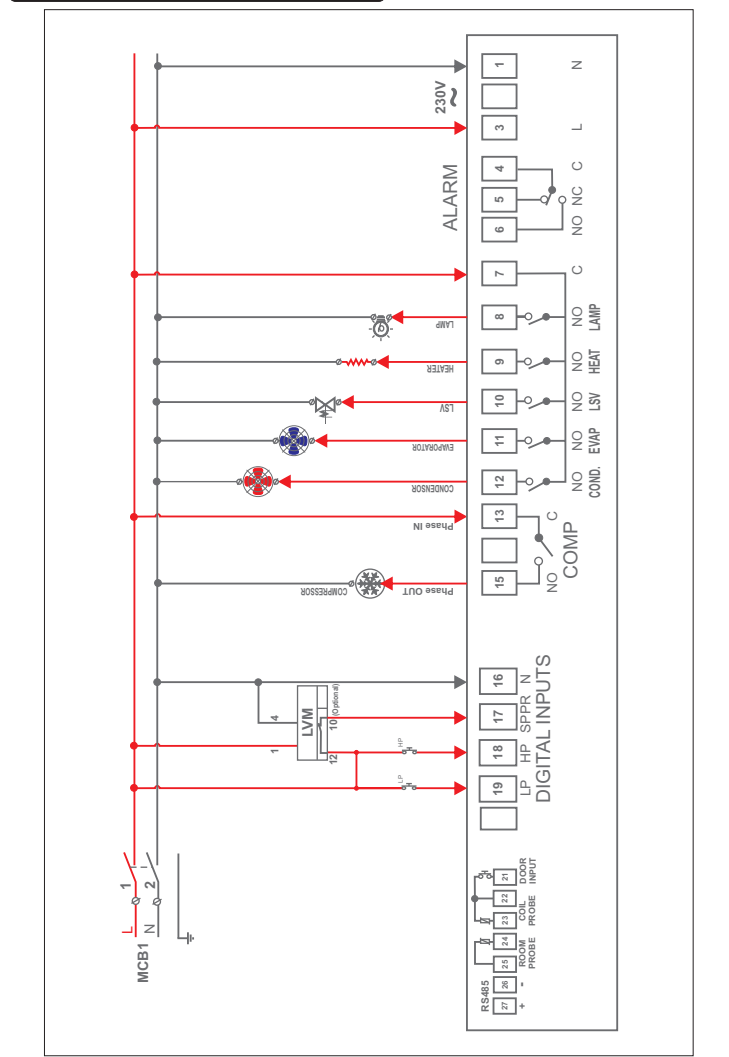 1
N
230V
3
L
ALARM
4
C
5
NC
6
NO
7
C
LAMP
8
NO
LAMP
HEATER
9
NO
HEAT
LSV
10
NO
LSV
EVAPORATOR
11
NO
EVAP
CONDENSOR
12
NO
COND.
Phase IN
13
C
COMP
COMPRESSOR
Phase OUT
15
NO
16
N
4
LVM
10 (Optional)
17
SPPR
1
12
HP
18
HP
LP
19
LP
DIGITAL INPUTS
1
2
L
N
MCB1
21
DOOR
INPUT
22
23
COIL
PROBE
24
25
ROOM
PROBE
RS485
26
-
27
+